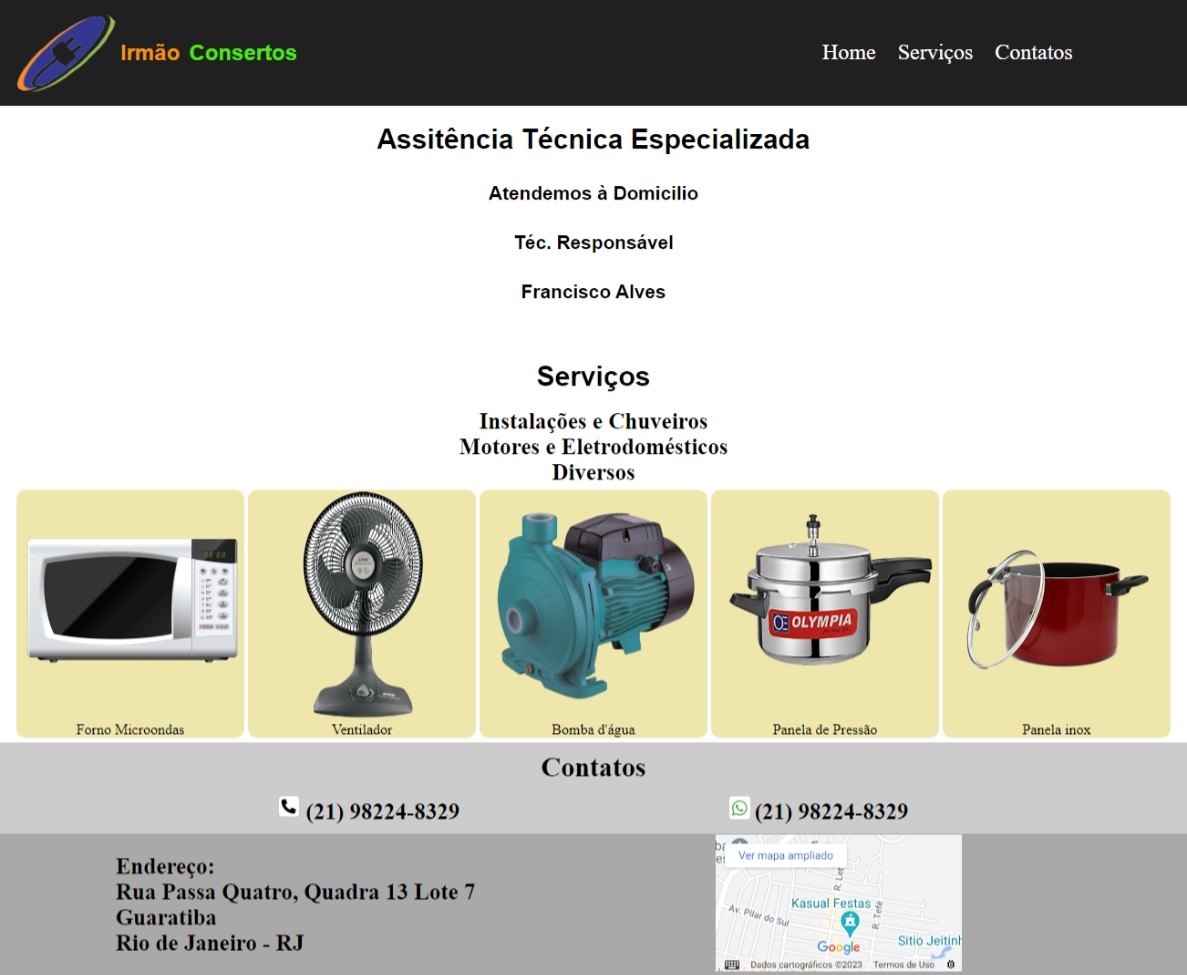 Irmão Consertos
Home Serviços Contatos
Assitência Técnica Especializada
Atendemos à Domicilio
Téc. Responsável
Francisco Alves
Serviços
Instalações e Chuveiros
Motores e Eletrodomésticos
Diversos
OE OLYMPIA
Forno Microondas
Ventilador
Bomba d'água
Panela de Pressão
Panela inox
Contatos
(21) 98224-8329
(21) 98224-8329
Endereço:
Rua Passa Quatro, Quadra 13 Lote 7
Guaratiba
Rio de Janeiro - RJ
Ver mapa ampliado
Kasual Festas
Av. Pilar do Sul
R. Tefé
Google
Sitio Jeitinh
Dados cartográficos ©2023
Termos de Uso